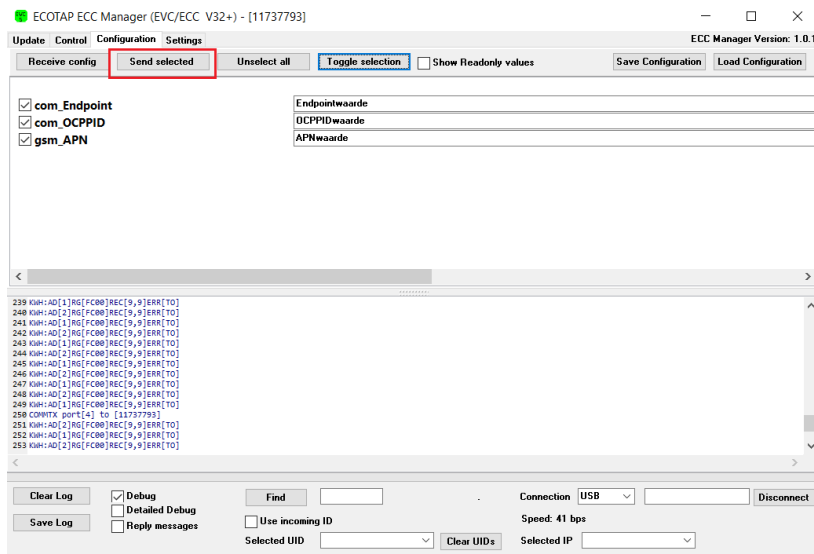 ECOTAP ECC Manager (EVC/ECC V32+) - [11737793]
Update Control Configuration Settings ECC Manager Version: 1.0.1
Receive config Send selected Unselect all Toggle selection Show Readonly values Save Configuration Load Configuration
com_Endpoint Endpointwaarde
com_OCPPID OCPPIDwaarde
gsm_APN APNwaarde
239 KWH:AD[1]RG[FC00]REC[9,9]ERR[TO]
240 KWH:AD[2]RG[FC00]REC[9,9]ERR[TO]
241 KWH:AD[1]RG[FC00]REC[9,9]ERR[TO]
242 KWH:AD[2]RG[FC00]REC[9,9]ERR[TO]
243 KWH:AD[1]RG[FC00]REC[9,9]ERR[TO]
244 KWH:AD[2]RG[FC00]REC[9,9]ERR[TO]
245 KWH:AD[1]RG[FC00]REC[9,9]ERR[TO]
246 KWH:AD[2]RG[FC00]REC[9,9]ERR[TO]
247 KWH:AD[1]RG[FC00]REC[9,9]ERR[TO]
248 KWH:AD[2]RG[FC00]REC[9,9]ERR[TO]
249 KWH:AD[1]RG[FC00]REC[9,9]ERR[TO]
250 COMMTX port[4] to [11737793]
251 KWH:AD[2]RG[FC00]REC[9,9]ERR[TO]
252 KWH:AD[1]RG[FC00]REC[9,9]ERR[TO]
253 KWH:AD[2]RG[FC00]REC[9,9]ERR[TO]
Clear Log Debug Find . Connection USB Disconnect
Detailed Debug
Save Log Reply messages Use incoming ID Speed: 41 bps
Selected UID Clear UIDs Selected IP